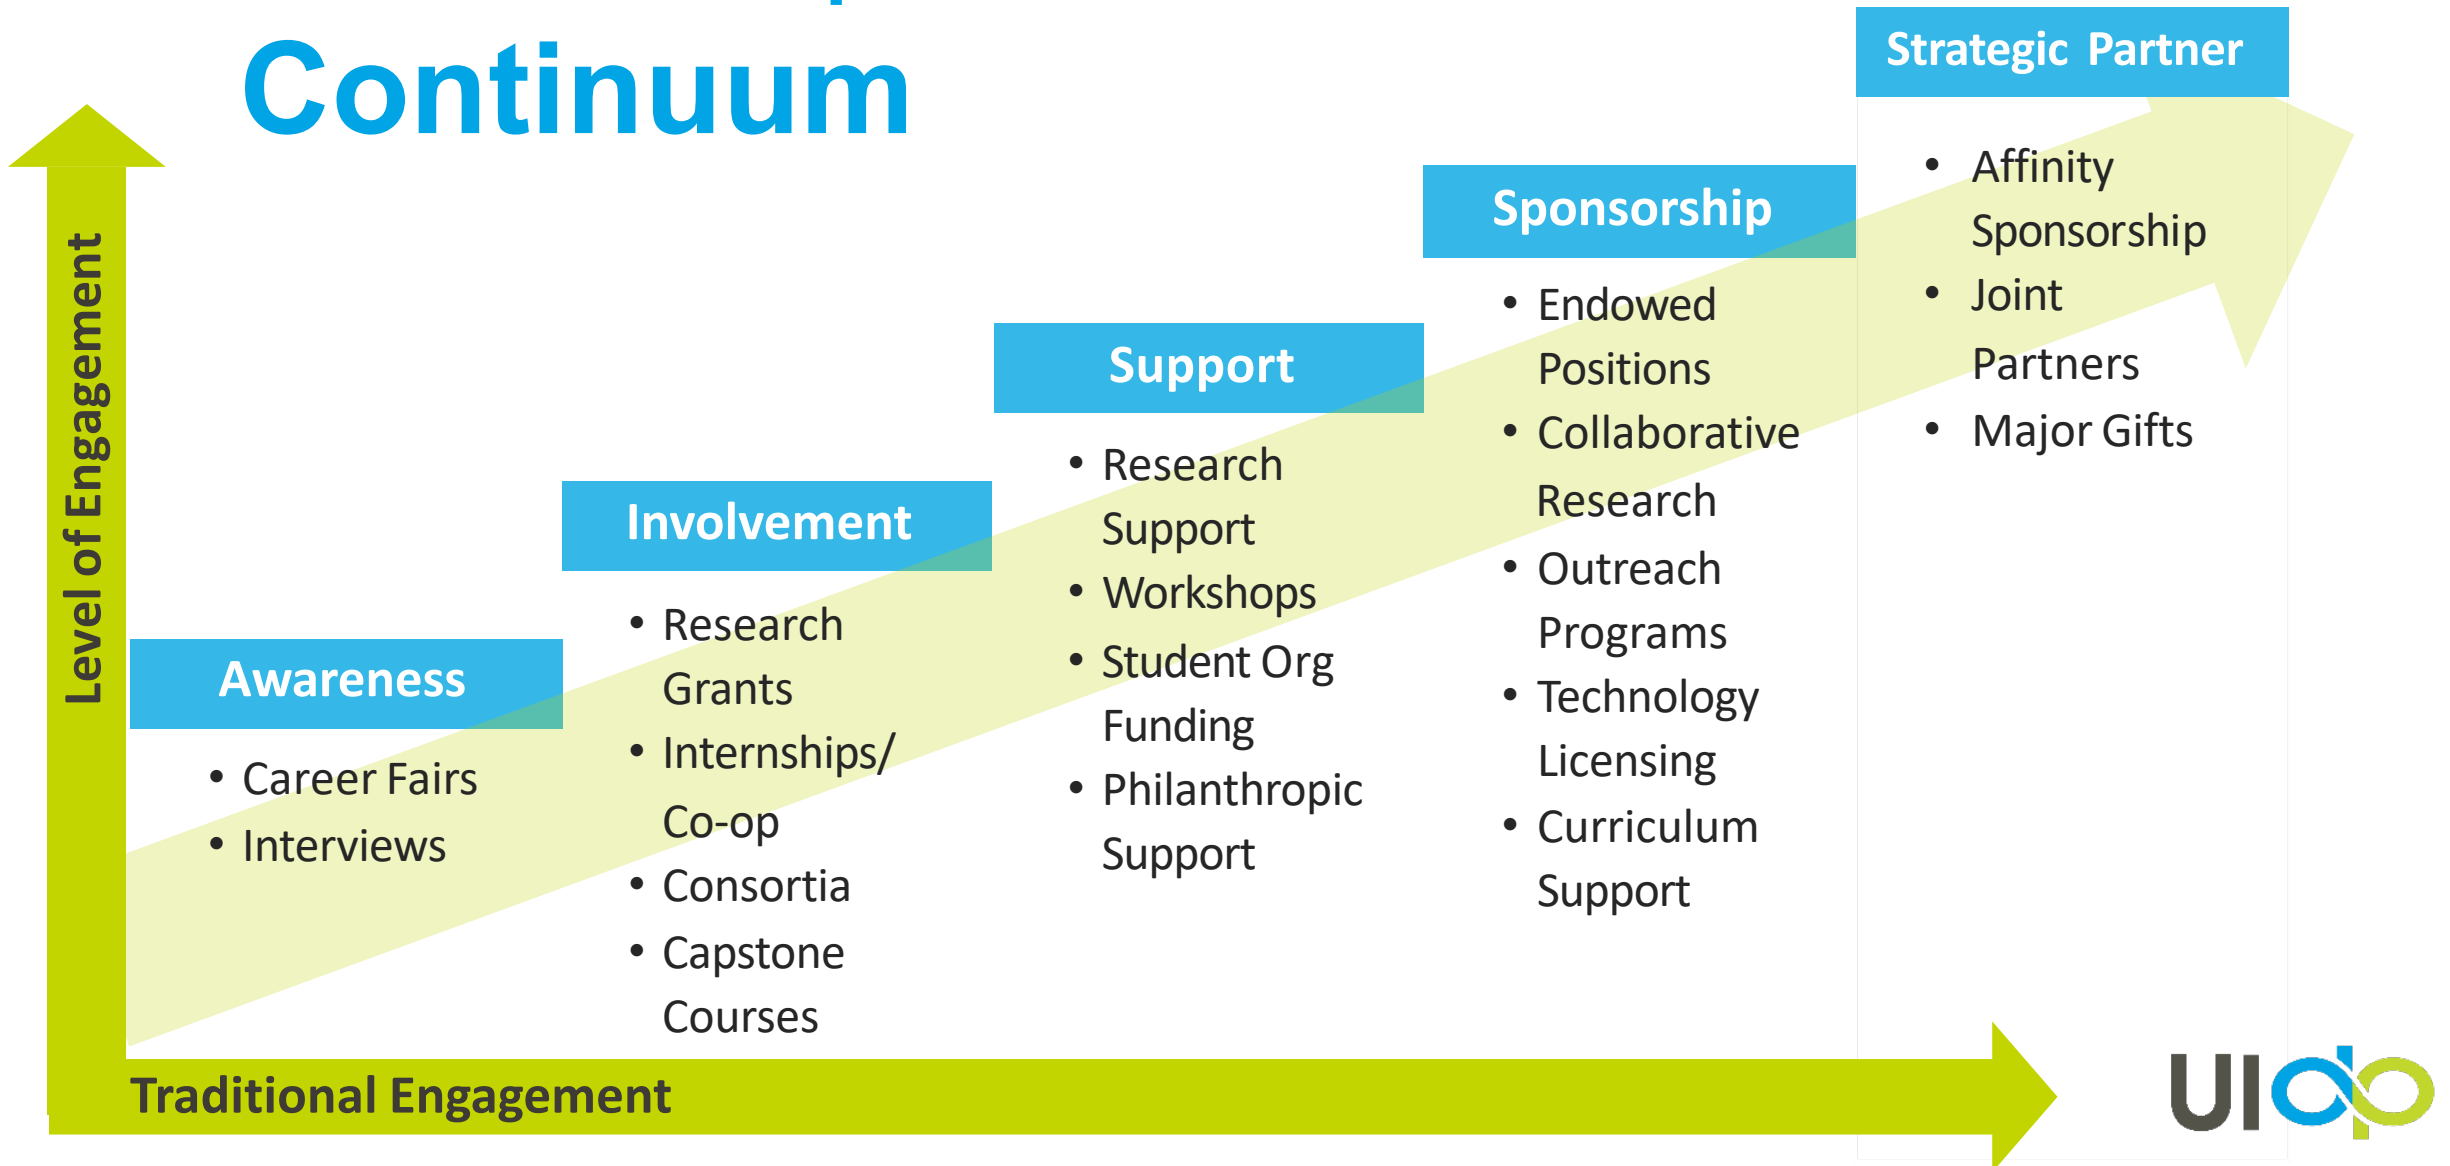 Continuum
Strategic Partner
• Affinity
Sponsorship
• Joint
Partners
• Major Gifts
Sponsorship
• Endowed
Positions
• Collaborative
Research
• Outreach
Programs
• Technology
Licensing
• Curriculum
Support
Support
• Research
Support
• Workshops
• Student Org
Funding
• Philanthropic
Support
Involvement
• Research
Grants
• Internships/
Co-op
• Consortia
• Capstone
Courses
Awareness
• Career Fairs
• Interviews
Level of Engagement
Traditional Engagement
UIdp